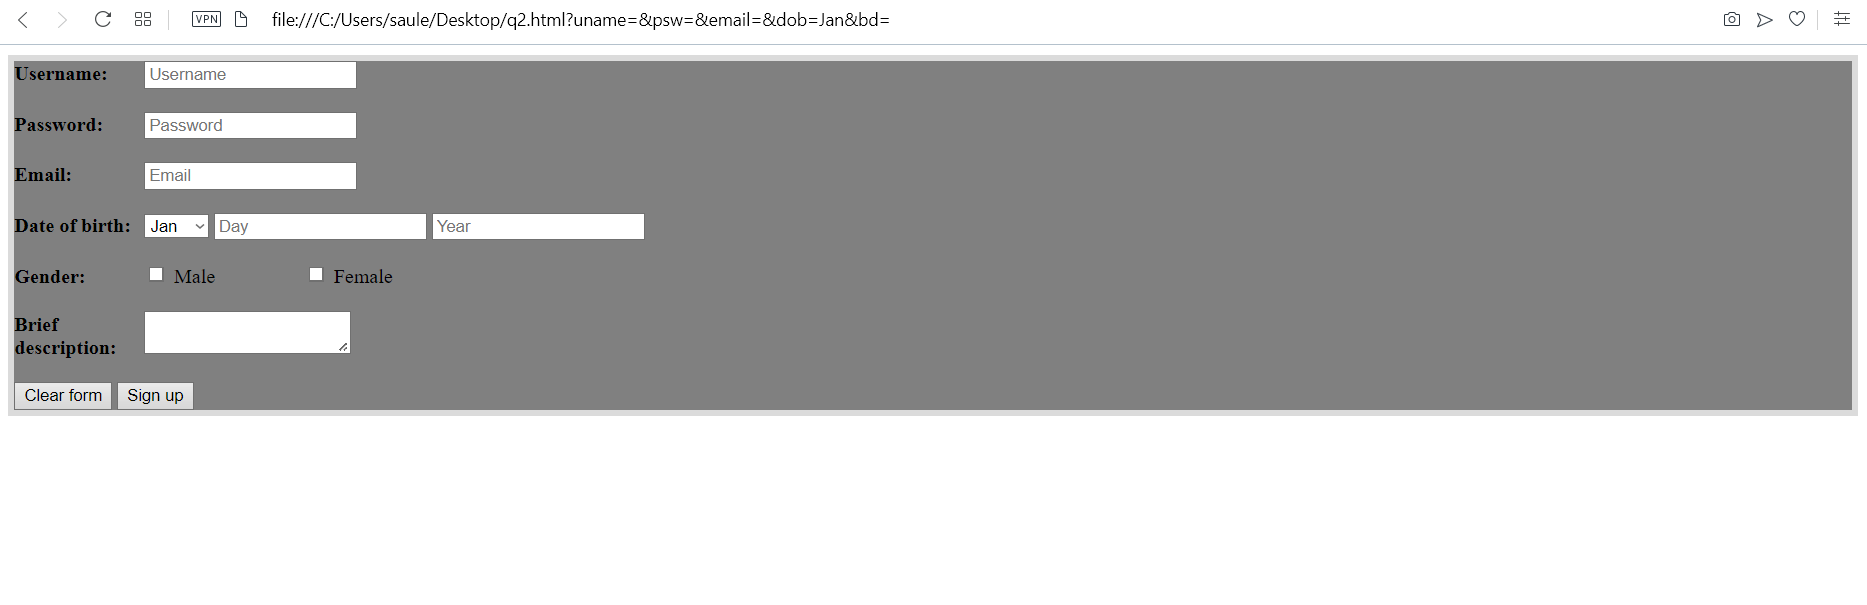 VPN file:///C:/Users/saule/Desktop/q2.html?uname=&psw=&email=&dob=Jan&bd=
Username: Username
Password: Password
Email: Email
Date of birth: Jan Day Year
Gender: Male Female
Brief
description:
Clear form Sign up